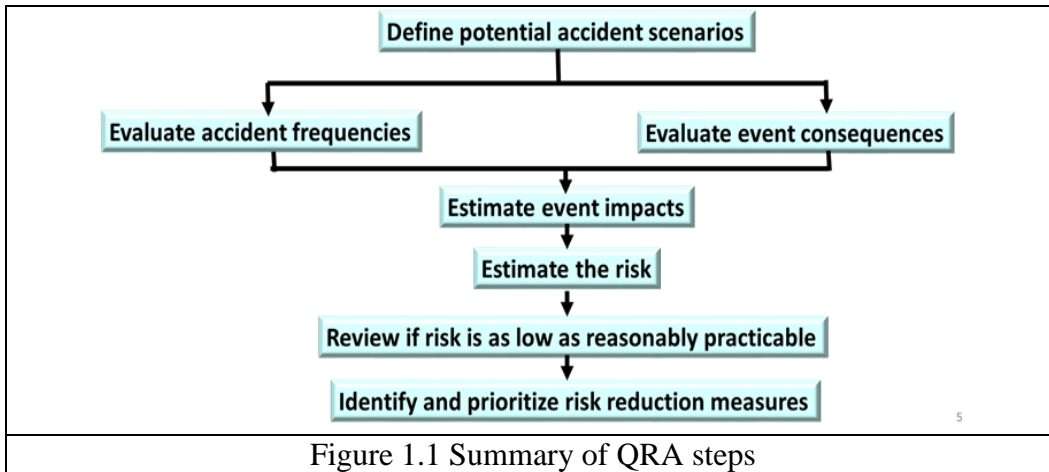 Define potential accident scenarios
Evaluate accident frequencies
Evaluate event consequences
Estimate event impacts
Estimate the risk
Review if risk is as low as reasonably practicable
Identify and prioritize risk reduction measures
5
Figure 1.1 Summary of QRA steps